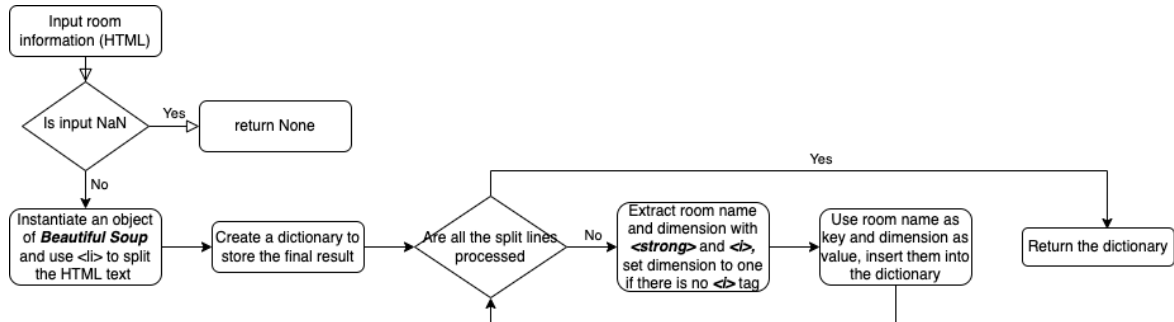 Input room
information (HTML)
Is input NaN
Yes
return None
No
Instantiate an object
of Beautiful Soup
and use <li> to split
the HTML text
Create a dictionary to
store the final result
Are all the split lines
processed
Yes
No
Extract room name
and dimension with
<strong> and <i>,
set dimension to one
if there is no <i> tag
Use room name as
key and dimension as
value, insert them into
the dictionary
Return the dictionary